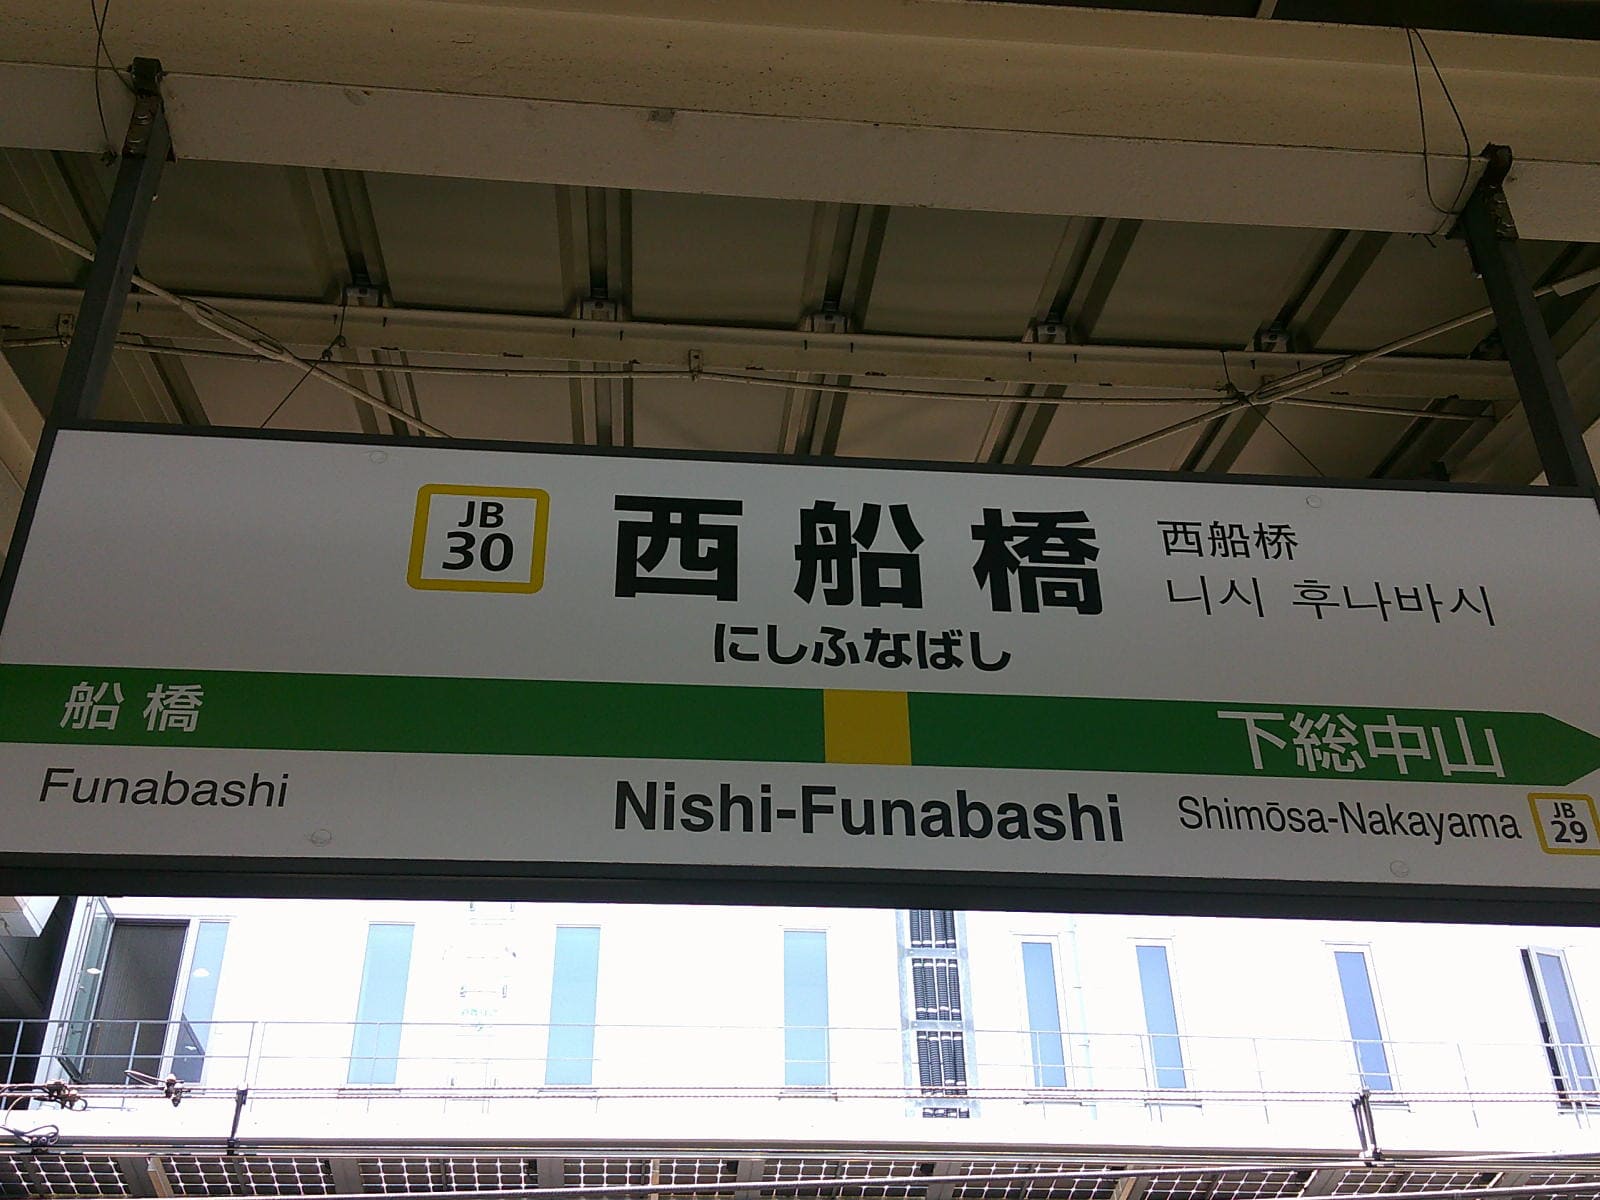 JB
30
西船橋
西船桥
니시 후나바시
にしふなばし
船橋
下総中山
Funabashi
Nishi-Funabashi
Shimōsa-Nakayama
JB
29